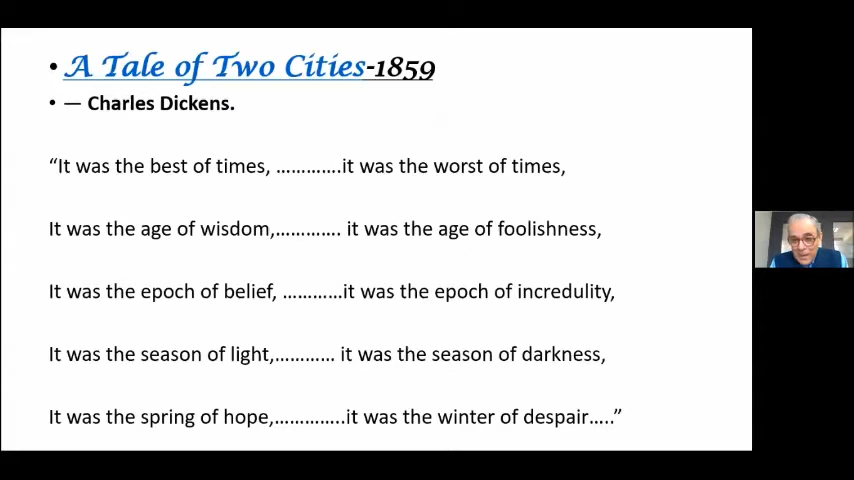 • A Tale of Two Cities-1859
• — Charles Dickens.
“It was the best of times, .............it was the worst of times,
It was the age of wisdom,............. it was the age of foolishness,
It was the epoch of belief, ............it was the epoch of incredulity,
It was the season of light,............ it was the season of darkness,
It was the spring of hope,..............it was the winter of despair.....”